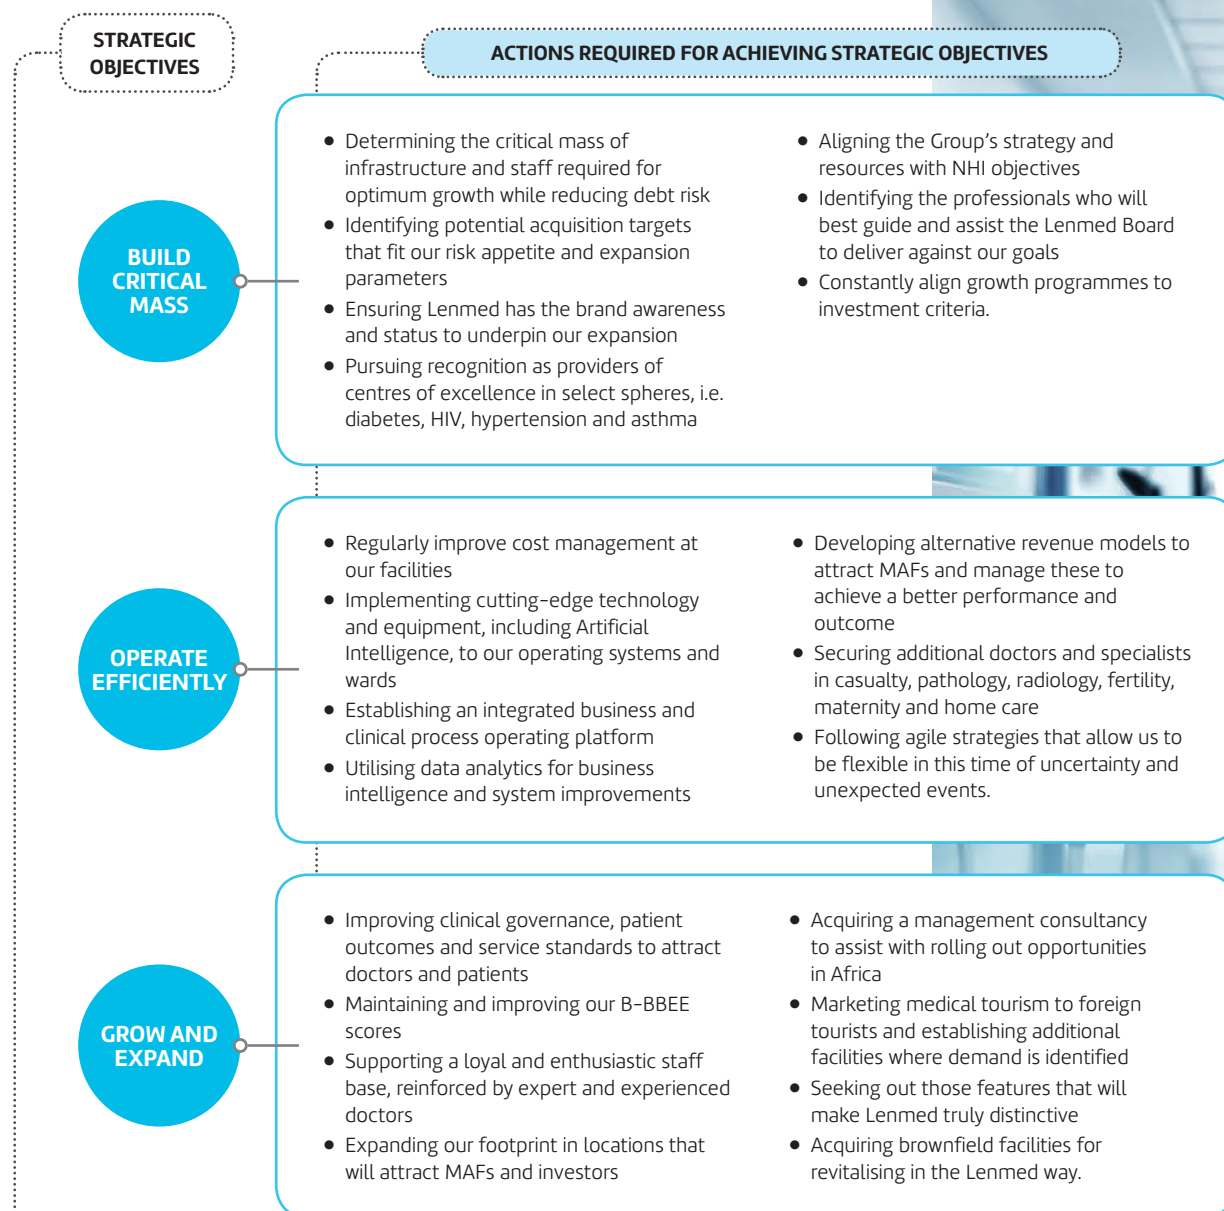 STRATEGIC
OBJECTIVES
ACTIONS REQUIRED FOR ACHIEVING STRATEGIC OBJECTIVES
BUILD
CRITICAL
MASS
• Determining the critical mass of
infrastructure and staff required for
optimum growth while reducing debt risk
• Identifying potential acquisition targets
that fit our risk appetite and expansion
parameters
• Ensuring Lenmed has the brand awareness
and status to underpin our expansion
• Pursuing recognition as providers of
centres of excellence in select spheres, i.e.
diabetes, HIV, hypertension and asthma
• Aligning the Group's strategy and
resources with NHI objectives
• Identifying the professionals who will
best guide and assist the Lenmed Board
to deliver against our goals
• Constantly align growth programmes to
investment criteria.
OPERATE
EFFICIENTLY
• Regularly improve cost management at
our facilities
• Implementing cutting-edge technology
and equipment, including Artificial
Intelligence, to our operating systems and
wards
• Establishing an integrated business and
clinical process operating platform
• Utilising data analytics for business
intelligence and system improvements
• Developing alternative revenue models to
attract MAFs and manage these to
achieve a better performance and
outcome
• Securing additional doctors and specialists
in casualty, pathology, radiology, fertility,
maternity and home care
• Following agile strategies that allow us to
be flexible in this time of uncertainty and
unexpected events.
GROW AND
EXPAND
• Improving clinical governance, patient
outcomes and service standards to attract
doctors and patients
• Maintaining and improving our B-BBEE
scores
• Supporting a loyal and enthusiastic staff
base, reinforced by expert and experienced
doctors
• Expanding our footprint in locations that
will attract MAFs and investors
• Acquiring a management consultancy
to assist with rolling out opportunities
in Africa
• Marketing medical tourism to foreign
tourists and establishing additional
facilities where demand is identified
• Seeking out those features that will
make Lenmed truly distinctive
• Acquiring brownfield facilities for
revitalising in the Lenmed way.